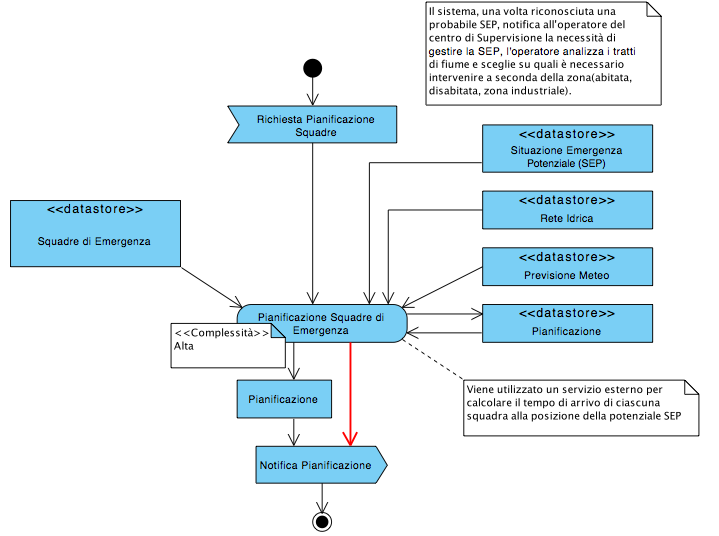 Il sistema, una volta riconosciuta una
probabile SEP, notifica all'operatore del
centro di Supervisione la necessità di
gestire la SEP, l'operatore analizza i tratti
di fiume e sceglie su quali è necessario
intervenire a seconda della zona(abitata,
disabitata, zona industriale).
Richiesta Pianificazione
Squadre
<<datastore>>
Situazione Emergenza
Potenziale (SEP)
<<datastore>>
Squadre di Emergenza
<<datastore>>
Rete Idrica
<<datastore>>
Previsione Meteo
Pianificazione Squadre di
Emergenza
<<datastore>>
Pianificazione
<<Complessità>>
Alta
Viene utilizzato un servizio esterno per
calcolare il tempo di arrivo di ciascuna
squadra alla posizione della potenziale SEP
Pianificazione
Notifica Pianificazione